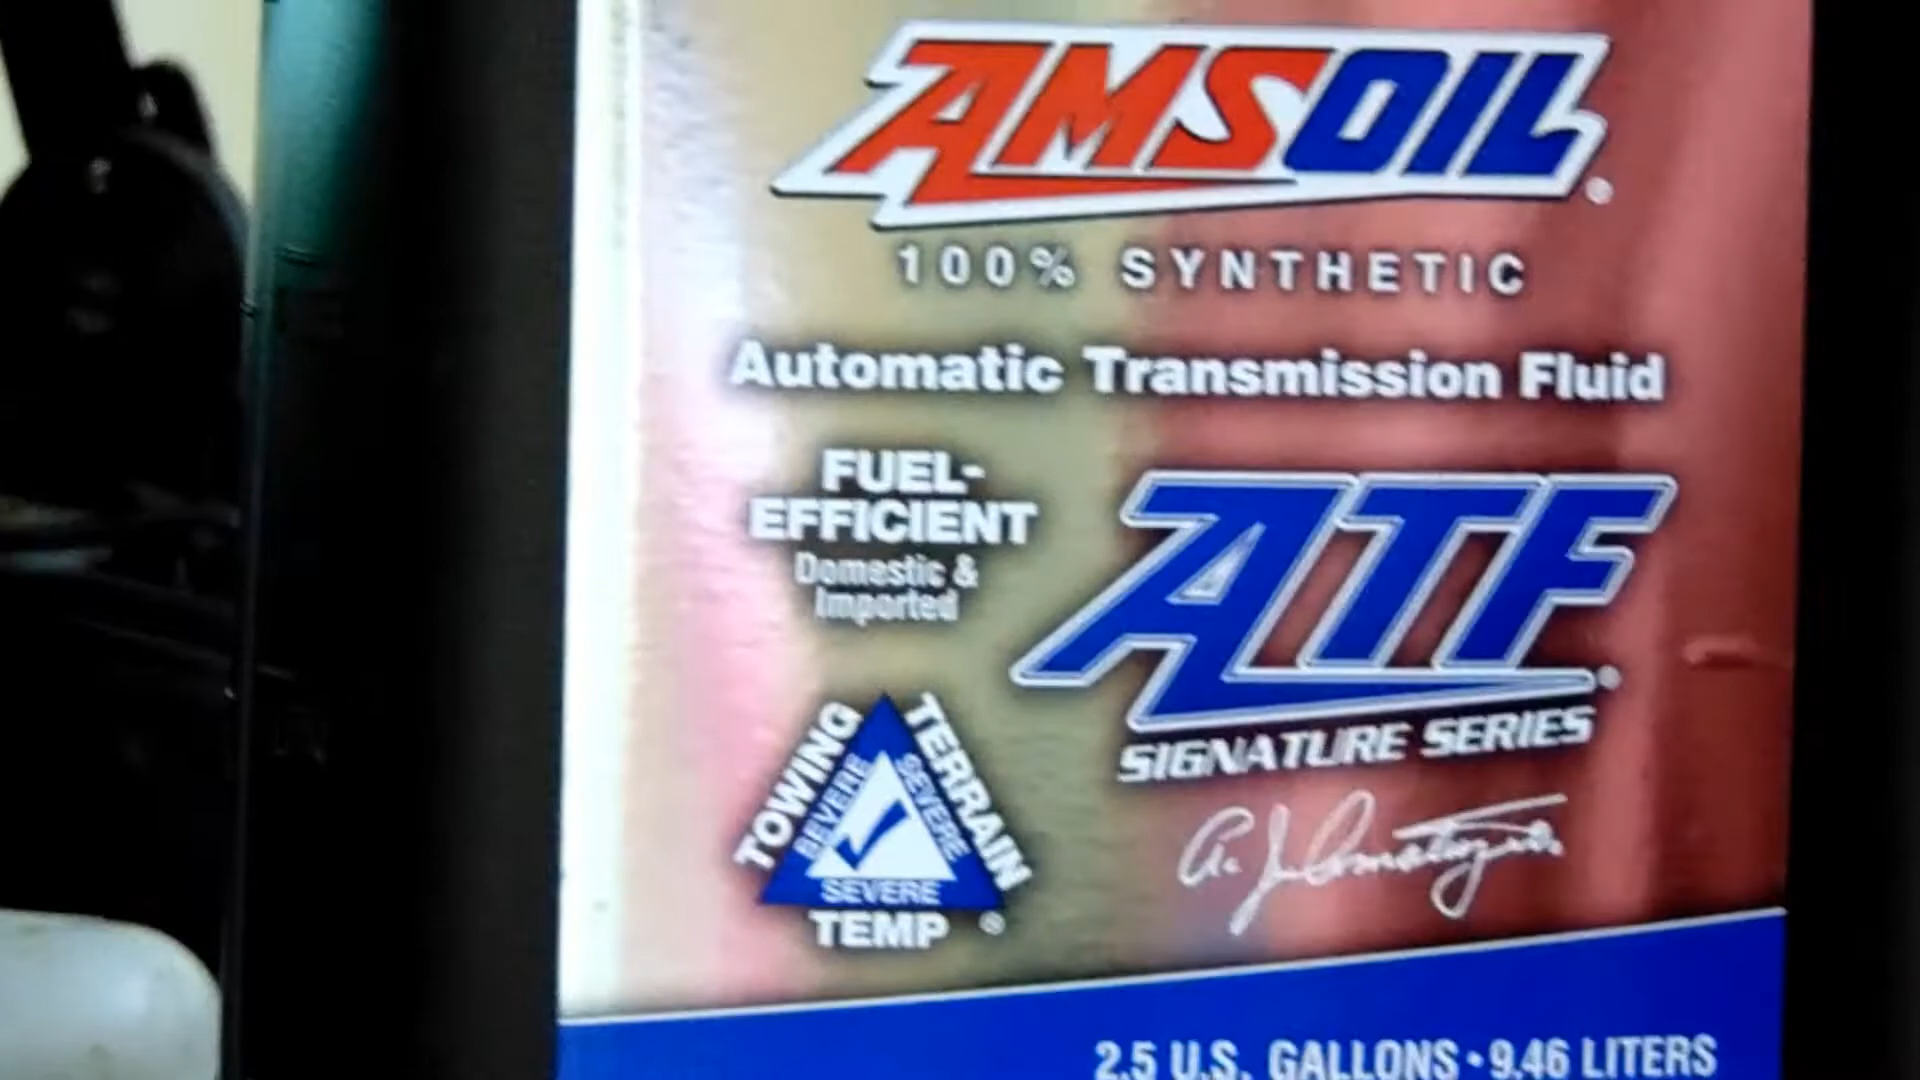 AMSOIL®
100% SYNTHETIC
Automatic Transmission Fluid
FUEL-
EFFICIENT
Domestic &
Imported
ATF®
SIGNATURE SERIES
TOWING
SEVERE
TERRAIN
SEVERE
SEVERE
TEMP
®
2.5 U.S. GALLONS • 9.46 LITERS